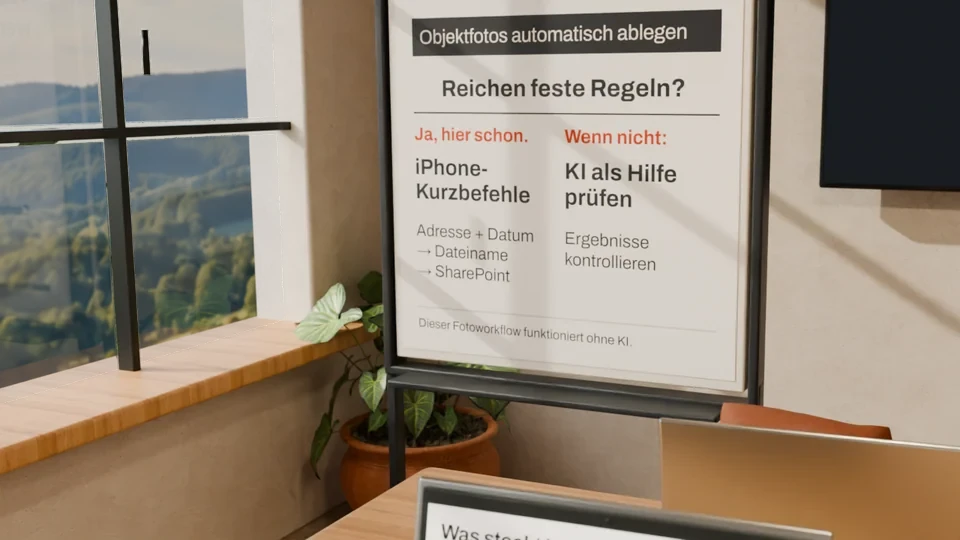 Objektfotos automatisch ablegen
Reichen feste Regeln?
Ja, hier schon.
iPhone-
Kurzbefehle
Adresse + Datum
→ Dateiname
→ SharePoint
Wenn nicht:
KI als Hilfe
prüfen
Ergebnisse
kontrollieren
Dieser Fotoworkflow funktioniert ohne KI.
Was